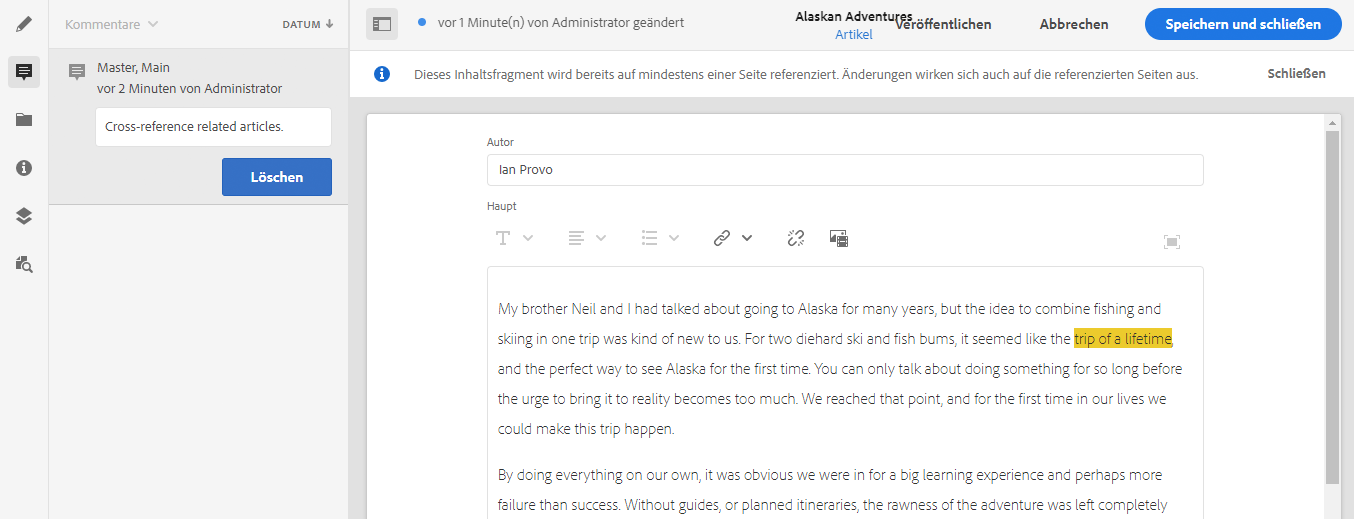 Kommentare
DATUM
Master, Main
vor 2 Minuten von Administrator
Cross-reference related articles.
Löschen
vor 1 Minute(n) von Administrator geändert
Alaskan Adventures
Artikel
Veröffentlichen
Abbrechen
Speichern und schließen
Dieses Inhaltsfragment wird bereits auf mindestens einer Seite referenziert. Änderungen wirken sich auch auf die referenzierten Seiten aus.
Schließen
Autor
Ian Provo
Haupt
My brother Neil and I had talked about going to Alaska for many years, but the idea to combine fishing and
skiing in one trip was kind of new to us. For two diehard ski and fish bums, it seemed like the trip of a lifetime,
and the perfect way to see Alaska for the first time. You can only talk about doing something for so long before
the urge to bring it to reality becomes too much. We reached that point, and for the first time in our lives we
could make this trip happen.
By doing everything on our own, it was obvious we were in for a big learning experience and perhaps more
failure than success. Without guides, or planned itineraries, the rawness of the adventure was left completely